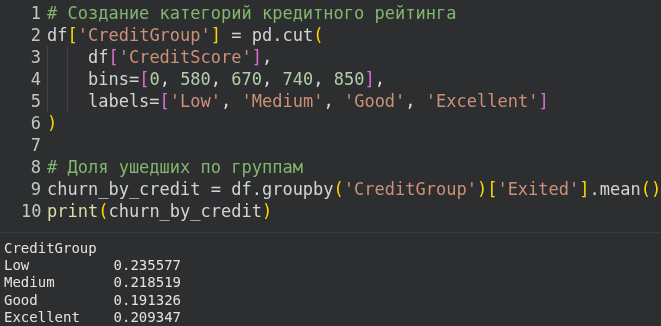 1 # Создание категорий кредитного рейтинга
2 df['CreditGroup'] = pd.cut(
3     df['CreditScore'],
4     bins=[0, 580, 670, 740, 850],
5     labels=['Low', 'Medium', 'Good', 'Excellent']
6 )
7
8 # Доля ушедших по группам
9 churn_by_credit = df.groupby('CreditGroup')['Exited'].mean()
10 print(churn_by_credit)
CreditGroup
Low          0.235577
Medium       0.218519
Good         0.191326
Excellent    0.209347